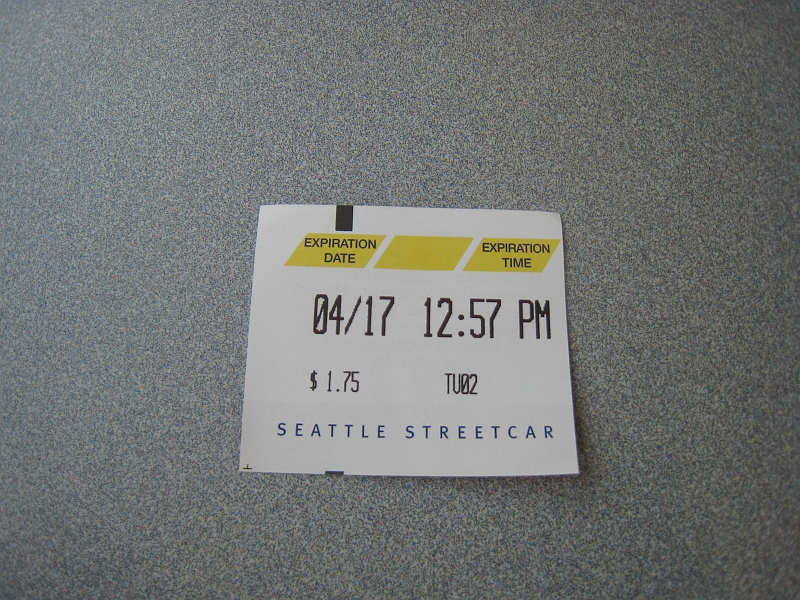 EXPIRATION DATE EXPIRATION TIME
04/17 12:57 PM
$ 1.75 TU02
SEATTLE STREETCAR